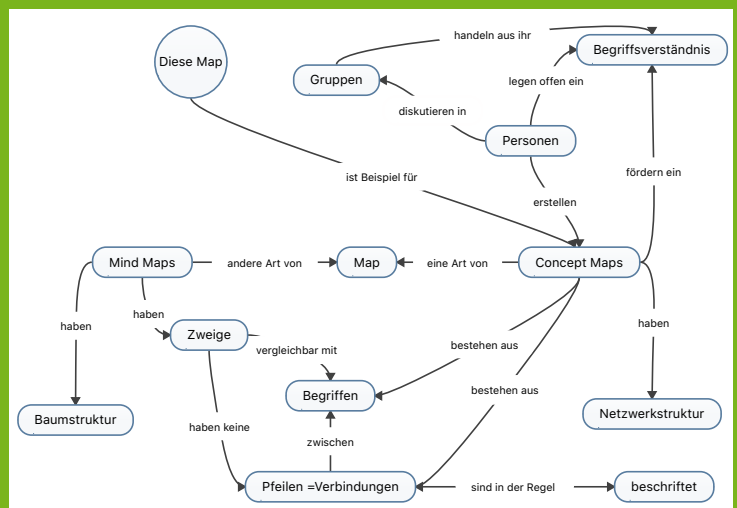 handeln aus ihr
Diese Map
Begriffsverständnis
Gruppen
legen offen ein
diskutieren in
Personen
ist Beispiel für
fördern ein
erstellen
Mind Maps
andere Art von
Map
eine Art von
Concept Maps
haben
haben
haben
Zweige
vergleichbar mit
bestehen aus
bestehen aus
Begriffen
Baumstruktur
Netzwerkstruktur
haben keine
zwischen
Pfeilen =Verbindungen
sind in der Regel
beschriftet